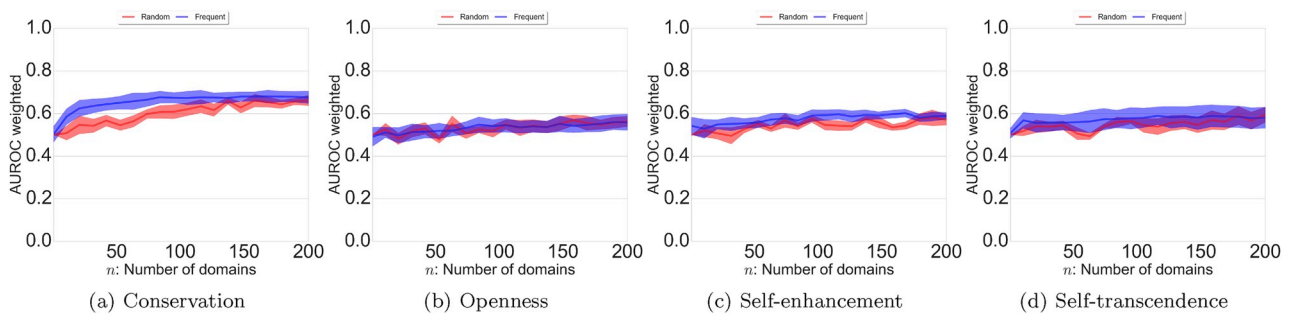 Random Frequent
1.0
0.8
0.6
0.4
0.2
0.0
AUROC weighted
50 100 150 200
n: Number of domains
(a) Conservation
Random Frequent
1.0
0.8
0.6
0.4
0.2
0.0
AUROC weighted
50 100 150 200
n: Number of domains
(b) Openness
Random Frequent
1.0
0.8
0.6
0.4
0.2
0.0
AUROC weighted
50 100 150 200
n: Number of domains
(c) Self-enhancement
Random Frequent
1.0
0.8
0.6
0.4
0.2
0.0
AUROC weighted
50 100 150 200
n: Number of domains
(d) Self-transcendence